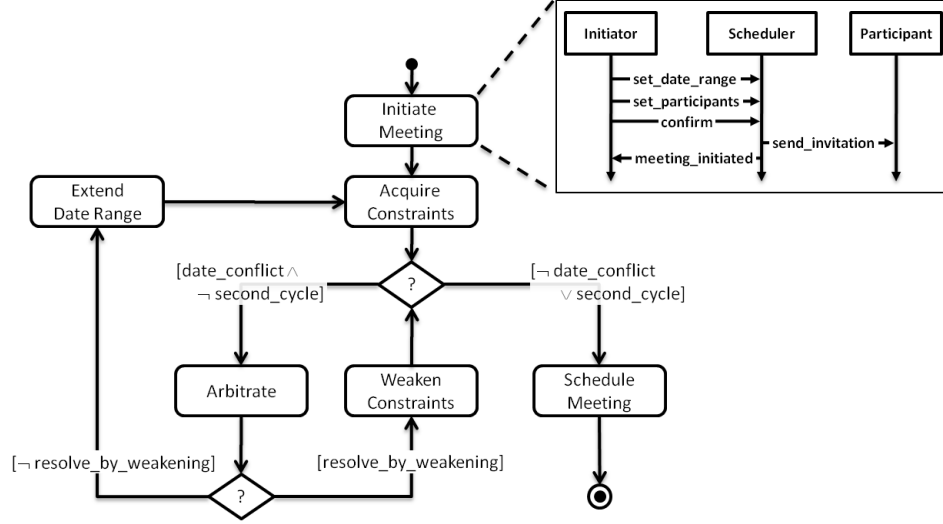 Initiator
Scheduler
Participant
set_date_range
set_participants
confirm
send_invitation
meeting_initiated
Initiate
Meeting
Extend
Date Range
Acquire
Constraints
[date_conflict ∧
¬ second_cycle]
?
[¬ date_conflict
∨ second_cycle]
Arbitrate
Weaken
Constraints
Schedule
Meeting
[¬ resolve_by_weakening]
[resolve_by_weakening]
?